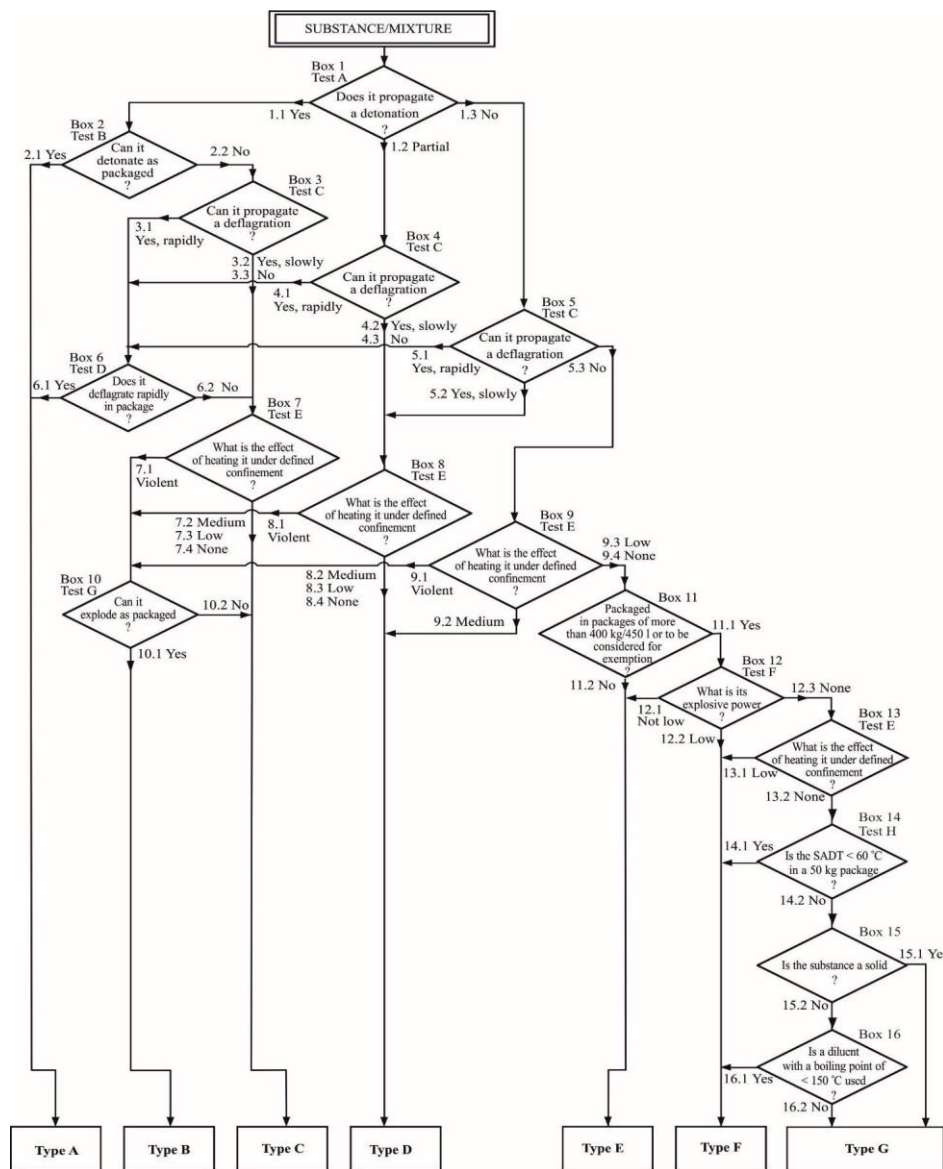 SUBSTANCE/MIXTURE
Box 1
Test A
Does it propagate
a detonation
?
1.1 Yes
1.3 No
1.2 Partial
Box 2
Test B
Can it
detonate as
packaged
?
2.1 Yes
2.2 No
Box 3
Test C
Can it propagate
a deflagration
?
3.1
Yes, rapidly
3.2 Yes, slowly
3.3 No
Box 4
Test C
Can it propagate
a deflagration
?
4.1
Yes, rapidly
4.2 Yes, slowly
4.3 No
Box 5
Test C
Can it propagate
a deflagration
?
5.1
Yes, rapidly
5.3 No
5.2 Yes, slowly
Box 6
Test D
Does it
deflagrate rapidly
in package
?
6.1 Yes
6.2 No
Box 7
Test E
What is the effect
of heating it under defined
confinement
?
7.1
Violent
7.2 Medium
7.3 Low
7.4 None
Box 8
Test E
What is the effect
of heating it under defined
confinement
?
8.1
Violent
8.2 Medium
8.3 Low
8.4 None
Box 9
Test E
What is the effect
of heating it under defined
confinement
?
9.1
Violent
9.3 Low
9.4 None
9.2 Medium
Box 10
Test G
Can it
explode as packaged
?
10.2 No
10.1 Yes
Box 11
Packaged
in packages of more
than 400 kg/450 l or to be
considered for
exemption
?
11.1 Yes
11.2 No
Box 12
Test F
What is its
explosive power
?
12.1
Not low
12.3 None
12.2 Low
Box 13
Test E
What is the effect
of heating it under defined
confinement
?
13.1 Low
13.2 None
Box 14
Test H
Is the SADT < 60 °C
in a 50 kg package
?
14.1 Yes
14.2 No
Box 15
Is the substance a solid
?
15.1 Ye
15.2 No
Box 16
Is a diluent
with a boiling point of
< 150 °C used
?
16.1 Yes
16.2 No
Type A
Type B
Type C
Type D
Type E
Type F
Type G